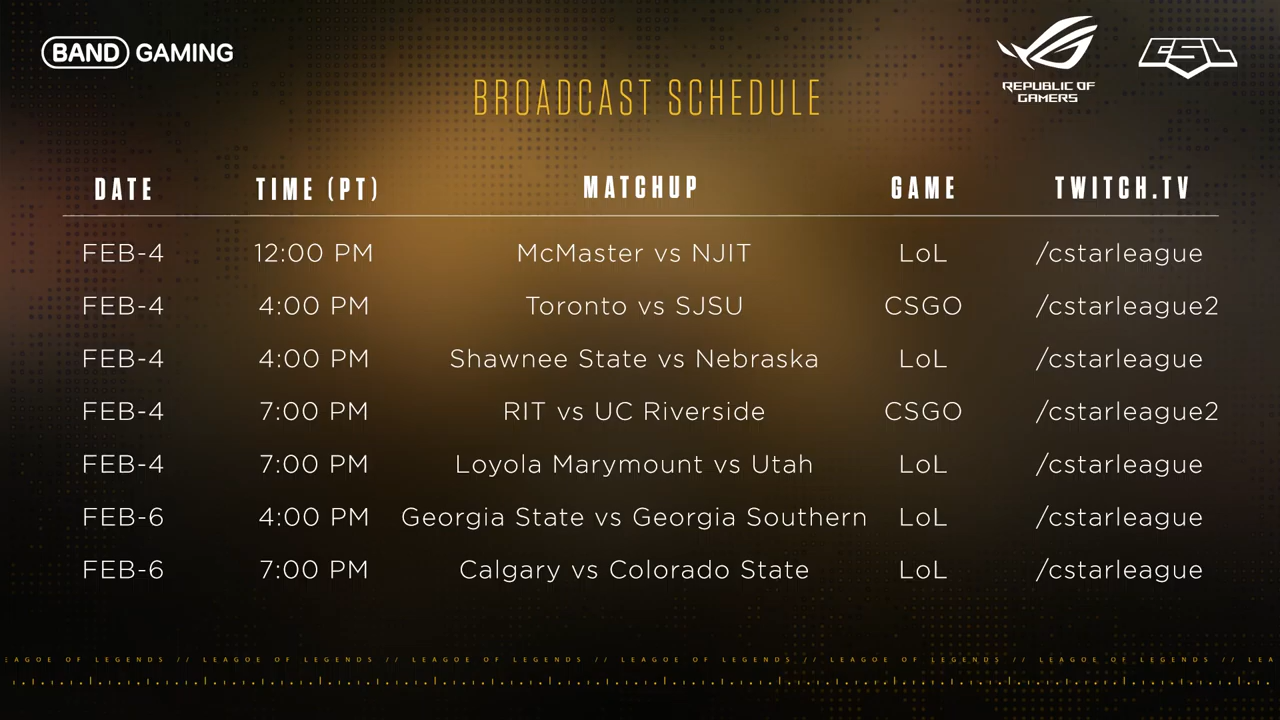 BAND GAMING
REPUBLIC OF
GAMERS
CSL
BROADCAST SCHEDULE
DATE TIME (PT) MATCHUP GAME TWITCH.TV
FEB-4 12:00 PM McMaster vs NJIT LoL /cstarleague
FEB-4 4:00 PM Toronto vs SJSU CSGO /cstarleague2
FEB-4 4:00 PM Shawnee State vs Nebraska LoL /cstarleague
FEB-4 7:00 PM RIT vs UC Riverside CSGO /cstarleague2
FEB-4 7:00 PM Loyola Marymount vs Utah LoL /cstarleague
FEB-6 4:00 PM Georgia State vs Georgia Southern LoL /cstarleague
FEB-6 7:00 PM Calgary vs Colorado State LoL /cstarleague
EAGOE OF LEGENDS // LEAGOE OF LEGENDS // LEAGOE OF LEGENDS // LEAGOE OF LEGENDS // LEAGOE OF LEGENDS // LEAGOE OF LEGENDS // LEA